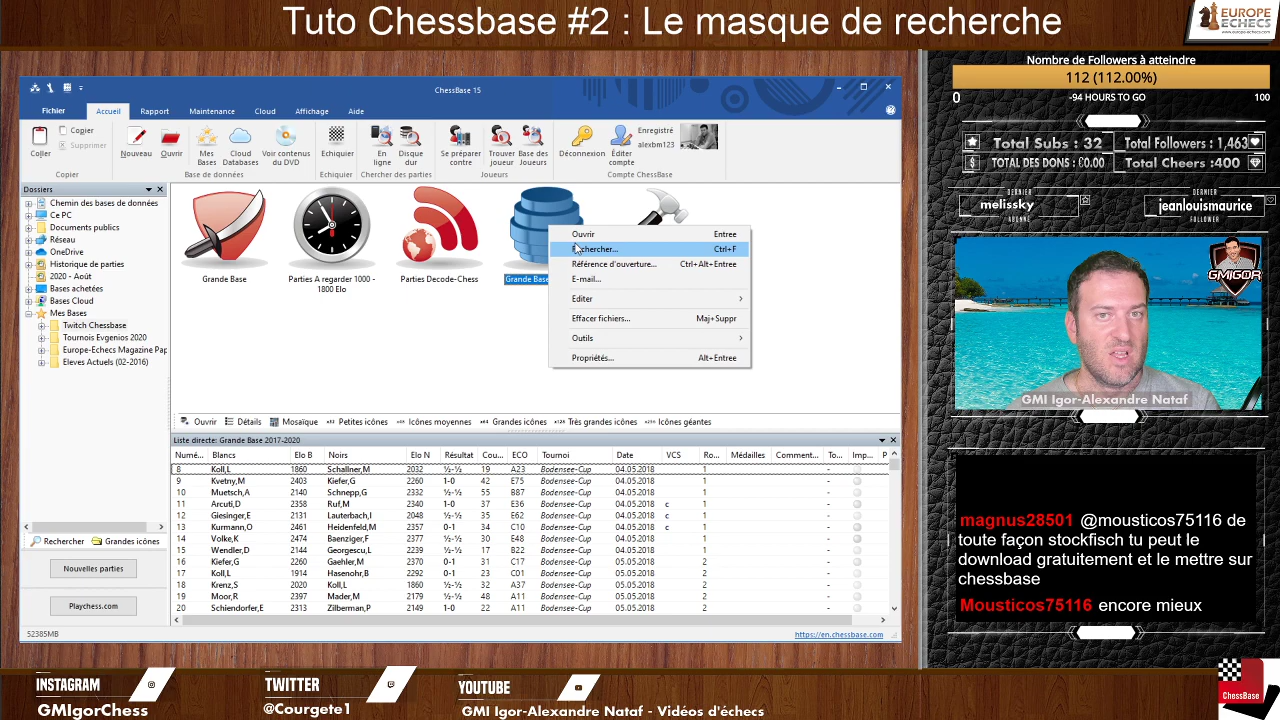 Tuto Chessbase #2 : Le masque de recherche
EUROPE
ECHECS
www.europe-echecs.com
ChessBase 15
Fichier Accueil Rapport Maintenance Cloud Affichage Aide
Coller
Copier
Supprimer
Nouveau
Ouvrir
Mes Bases
Cloud Databases
Voir contenus du DVD
Echiquier
En ligne
Disque dur
Se préparer contre
Trouver joueur
Base des Joueurs
Déconnexion
Éditer compte
Enregistré
alexbm123
Copier
Base de données
Echiquier
Chercher des parties
Joueurs
Compte ChessBase
Dossiers
Chemin des bases de données
Ce PC
Documents publics
Réseau
OneDrive
Historique de parties
2020 - Août
Bases achetées
Bases Cloud
Mes Bases
Twitch Chessbase
Tournois Evgenios 2020
Europe-Echecs Magazine Pap
Eleves Actuels (02-2016)
Rechercher Grandes icônes
Nouvelles parties
Playchess.com
52385MB
Grande Base
Parties A regarder 1000 - 1800 Elo
Parties Decode-Chess
Grande Base
Ouvrir Entree
Rechercher... Ctrl+F
Référence d'ouverture... Ctrl+Alt+Entree
E-mail...
Editer
Effacer fichiers... Maj+Suppr
Outils
Propriétés... Alt+Entree
Ouvrir Détails Mosaïque Petites icônes Icônes moyennes Grandes icônes Très grandes icônes Icônes géantes
Liste directe: Grande Base 2017-2020
Numé... Blancs Elo B Noirs Elo N Résultat Cou... ECO Tournoi Date VCS Ro... Médailles Comment... To... Imp... P
8 Koll,L 1860 Schallner,M 2032 ½-½ 19 A23 Bodensee-Cup 04.05.2018 1 -
9 Kvetny,M 2403 Kiefer,G 2260 1-0 42 E75 Bodensee-Cup 04.05.2018 1 -
10 Muetsch,A 2140 Schnepp,G 2232 ½-½ 55 B87 Bodensee-Cup 04.05.2018 1 -
11 Arcuti,D 2358 Ruf,M 2340 1-0 37 E36 Bodensee-Cup 04.05.2018 c 1 -
12 Giesinger,E 2131 Lauterbach,I 2048 ½-½ 35 E62 Bodensee-Cup 04.05.2018 c 1 -
13 Kurmann,O 2461 Heidenfeld,M 2357 0-1 34 C10 Bodensee-Cup 04.05.2018 c 1 -
14 Volke,K 2474 Baenziger,F 2377 ½-½ 30 E48 Bodensee-Cup 04.05.2018 1 -
15 Wendler,D 2144 Georgescu,L 2239 ½-½ 17 B22 Bodensee-Cup 04.05.2018 1 -
16 Kiefer,G 2260 Gaehler,M 2370 0-1 31 C02 Bodensee-Cup 05.05.2018 2 -
17 Koll,L 1914 Hasenohr,B 2292 0-1 23 C01 Bodensee-Cup 05.05.2018 2 -
18 Krenz,S 2020 Koll,L 1860 ½-½ 32 A37 Bodensee-Cup 05.05.2018 2 -
19 Moor,R 2397 Mader,M 2179 ½-½ 48 A11 Bodensee-Cup 05.05.2018 2 -
20 Schiendorfer,E 2313 Zilberman,P 2149 1-0 22 A11 Bodensee-Cup 05.05.2018 2 -
https://en.chessbase.com
Nombre de Followers à atteindre
112 (112.00%)
0 -94 HOURS TO GO 100
Total Subs : 32 Total Followers : 1,463
TOTAL DES DONS : €0.00 Total Cheers :400
DERNIER
melissky
ABONNE
DERNIER
jeanlouismaurice
FOLLOWER
GMIGOR
GMI Igor-Alexandre Nataf
magnus28501 @mousticos75116 de
toute façon stockfisch tu peut le
download gratuitement et le mettre sur
chessbase
Mousticos75116 encore mieux
INSTAGRAM
GMIgorChess
TWITTER
@Courgete1
YOUTUBE
GMI Igor-Alexandre Nataf - Vidéos d'échecs
ChessBase